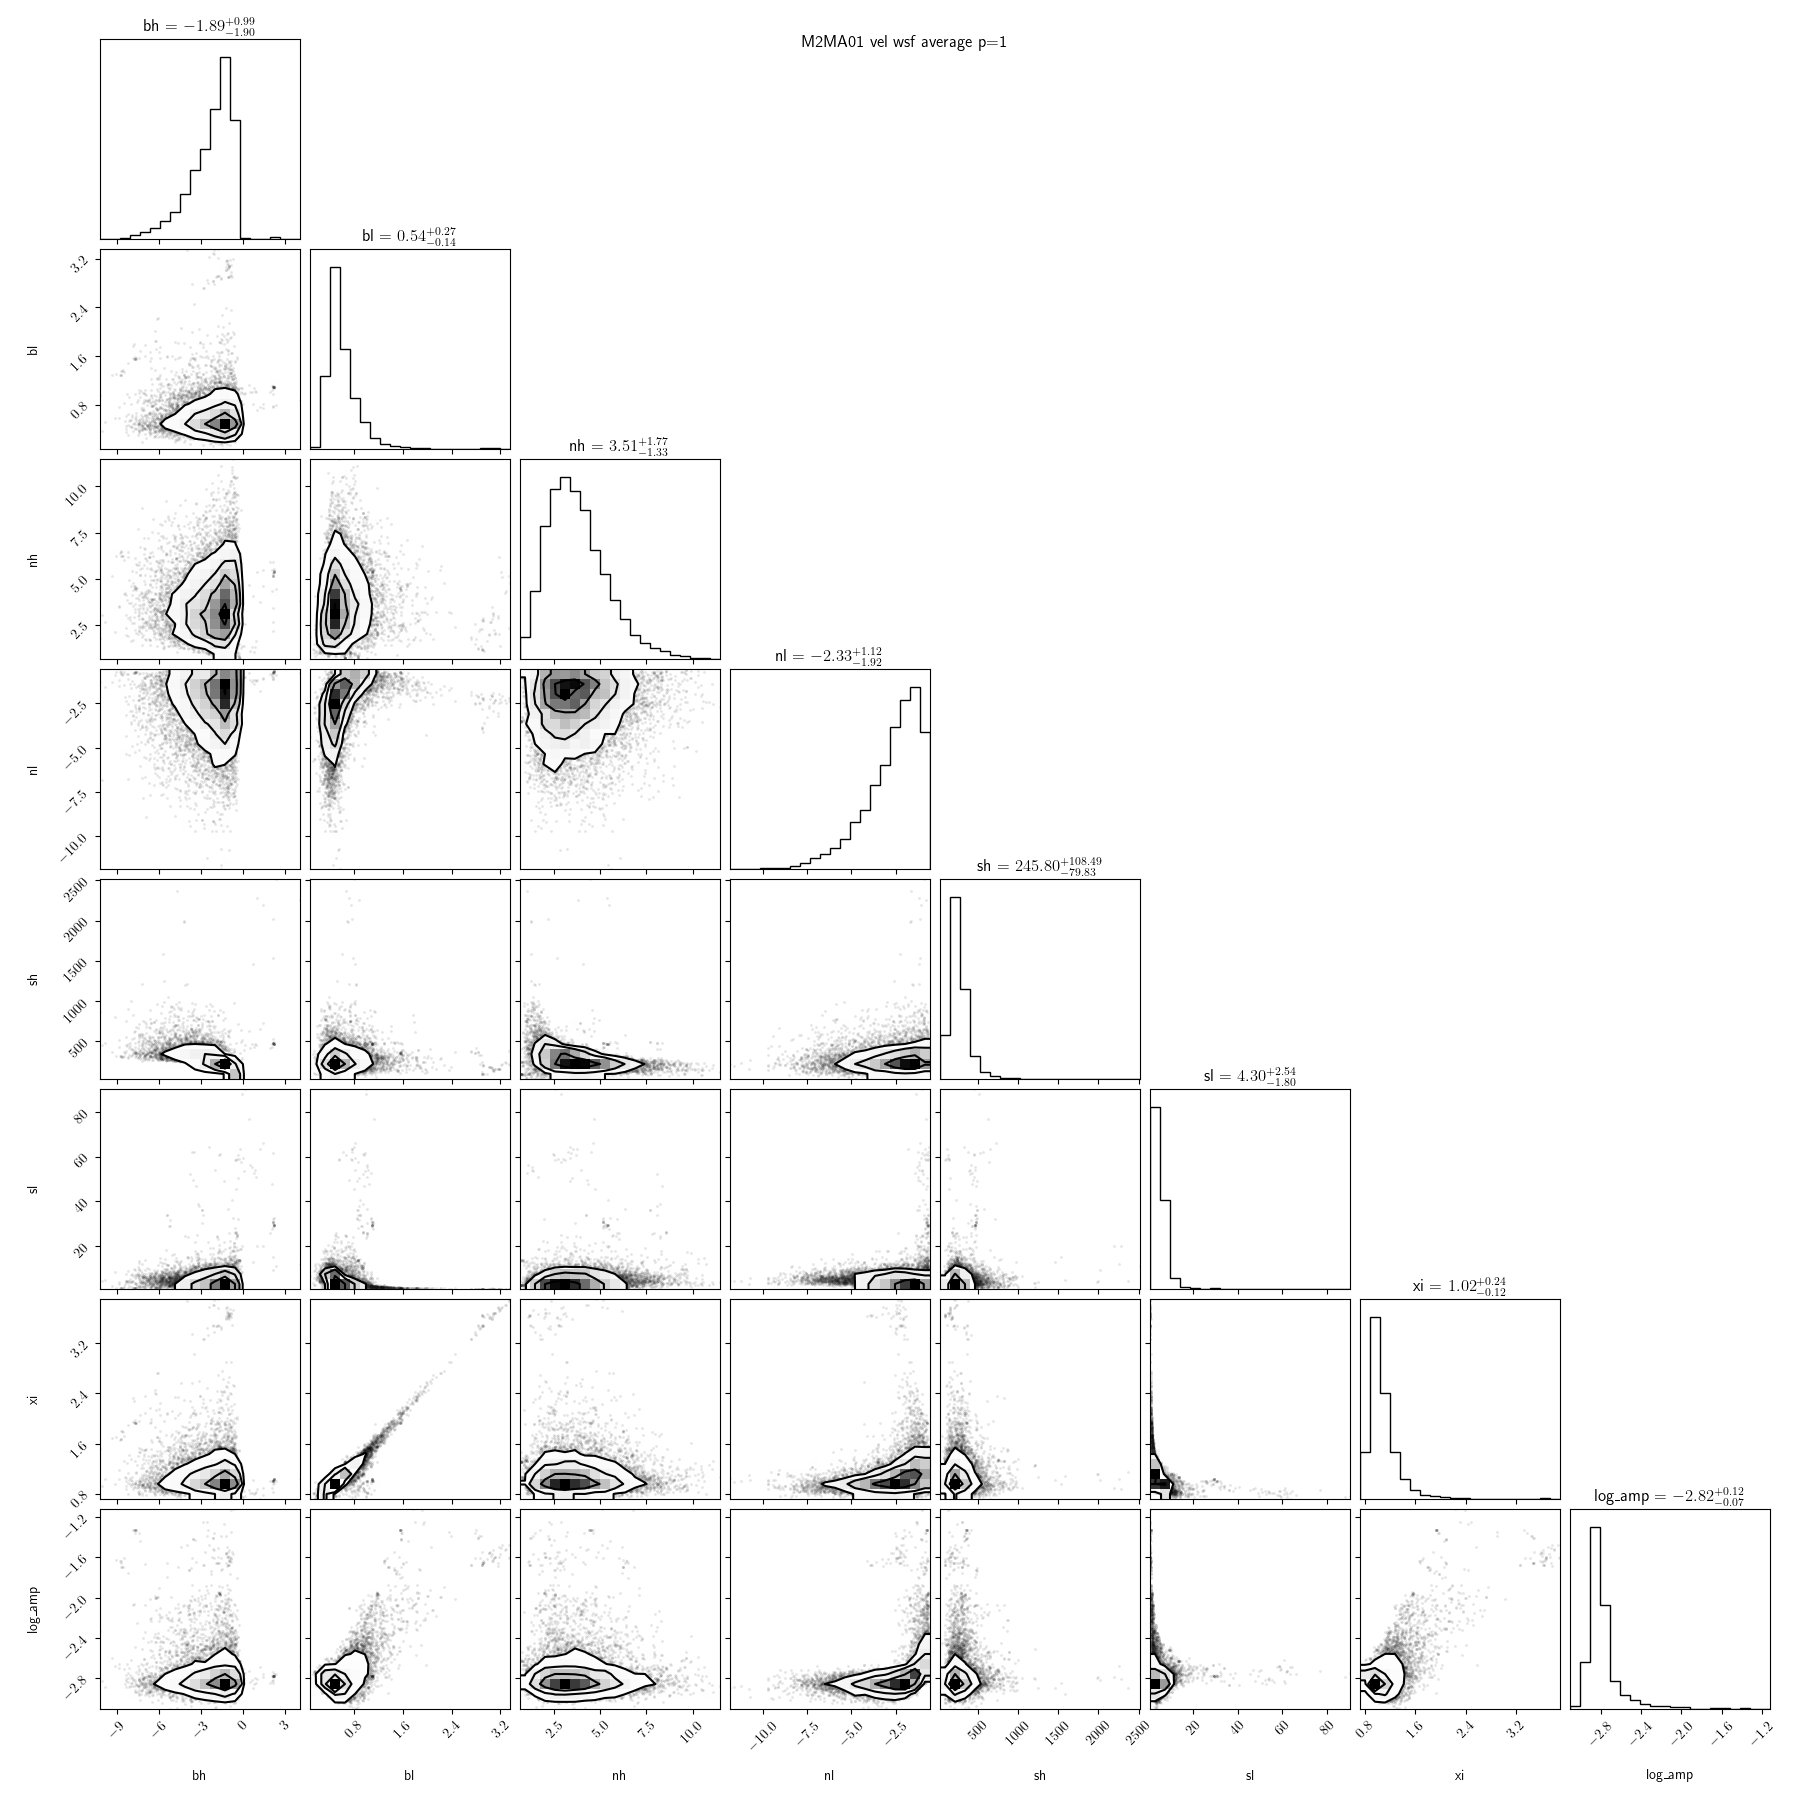 bh = −1.89+0.99 −1.90
M2MA01 vel wsf average p=1
bl = 0.54+0.27 −0.14
3.2
2.4
1.6
0.8
bl
nh = 3.51+1.77 −1.33
10.0
7.5
5.0
2.5
nh
nl = −2.33+1.12 −1.92
−2.5
−5.0
−7.5
−10.0
nl
sh = 245.80+108.49 −79.83
2500
2000
1500
1000
500
sh
sl = 4.30+2.54 −1.80
80
60
40
20
sl
xi = 1.02+0.24 −0.12
3.2
2.4
1.6
0.8
xi
log_amp = −2.82+0.12 −0.07
−1.2
−1.6
−2.0
−2.4
−2.8
log_amp
−9 −6 −3 0 3 0.8 1.6 2.4 3.2 2.5 5.0 7.5 10.0 −10.0 −7.5 −5.0 −2.5 500 1000 1500 2000 2500 20 40 60 80 0.8 1.6 2.4 3.2 −2.8 −2.4 −2.0 −1.6 −1.2
bh bl nh nl sh sl xi log_amp